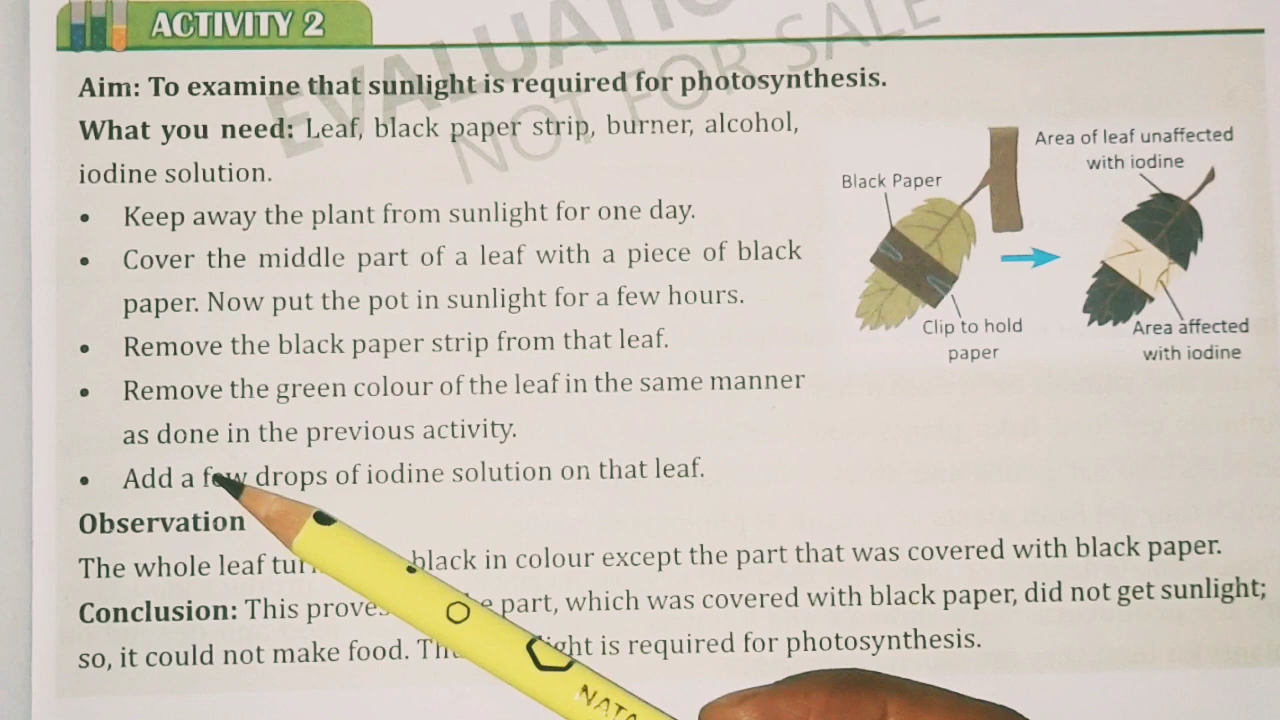 ACTIVITY 2
EVALUATIO
NOT FOR SALE
Aim: To examine that sunlight is required for photosynthesis.
What you need: Leaf, black paper strip, burner, alcohol,
iodine solution.
• Keep away the plant from sunlight for one day.
• Cover the middle part of a leaf with a piece of black
paper. Now put the pot in sunlight for a few hours.
• Remove the black paper strip from that leaf.
• Remove the green colour of the leaf in the same manner
as done in the previous activity.
• Add a few drops of iodine solution on that leaf.
Black Paper
Clip to hold
paper
Area of leaf unaffected
with iodine
Area affected
with iodine
Observation
The whole leaf black in colour except the part that was covered with black paper.
Conclusion: This part, which was covered with black paper, did not get sunlight;
so, it could not make food. is required for photosynthesis.
NATA